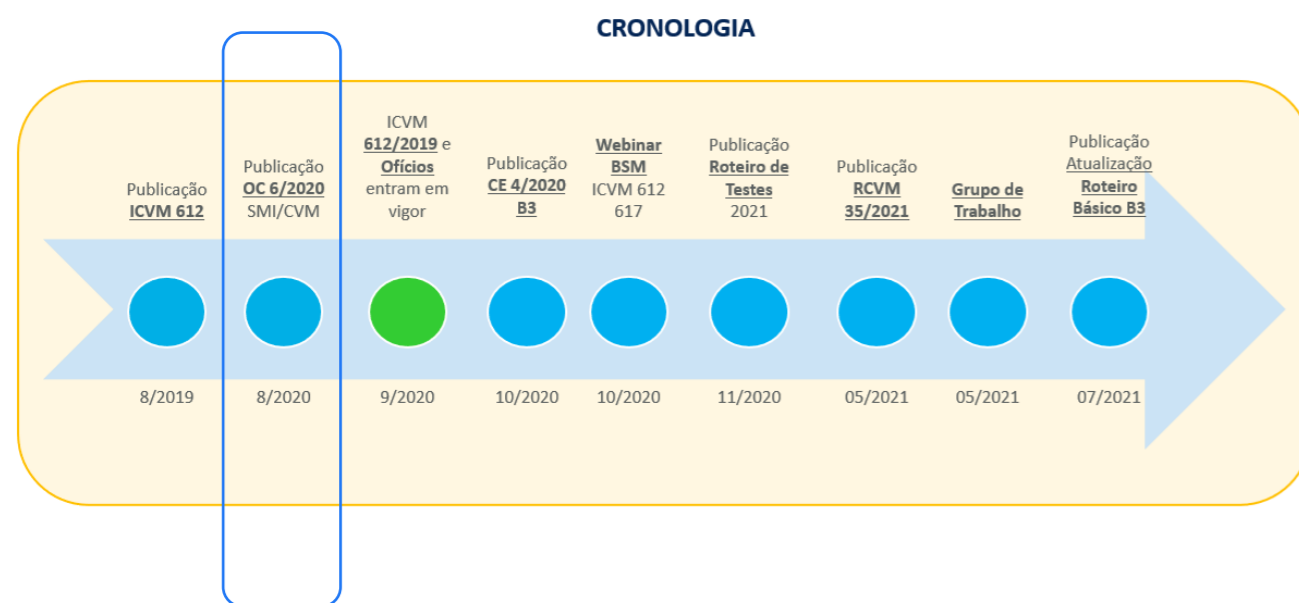 CRONOLOGIA
Publicação
ICVM 612
Publicação
OC 6/2020
SMI/CVM
ICVM
612/2019 e
Ofícios
entram em
vigor
Publicação
CE 4/2020
B3
Webinar
BSM
ICVM 612
617
Publicação
Roteiro de
Testes
2021
Publicação
RCVM
35/2021
Grupo de
Trabalho
Publicação
Atualização
Roteiro
Básico B3
8/2019
8/2020
9/2020
10/2020
10/2020
11/2020
05/2021
05/2021
07/2021